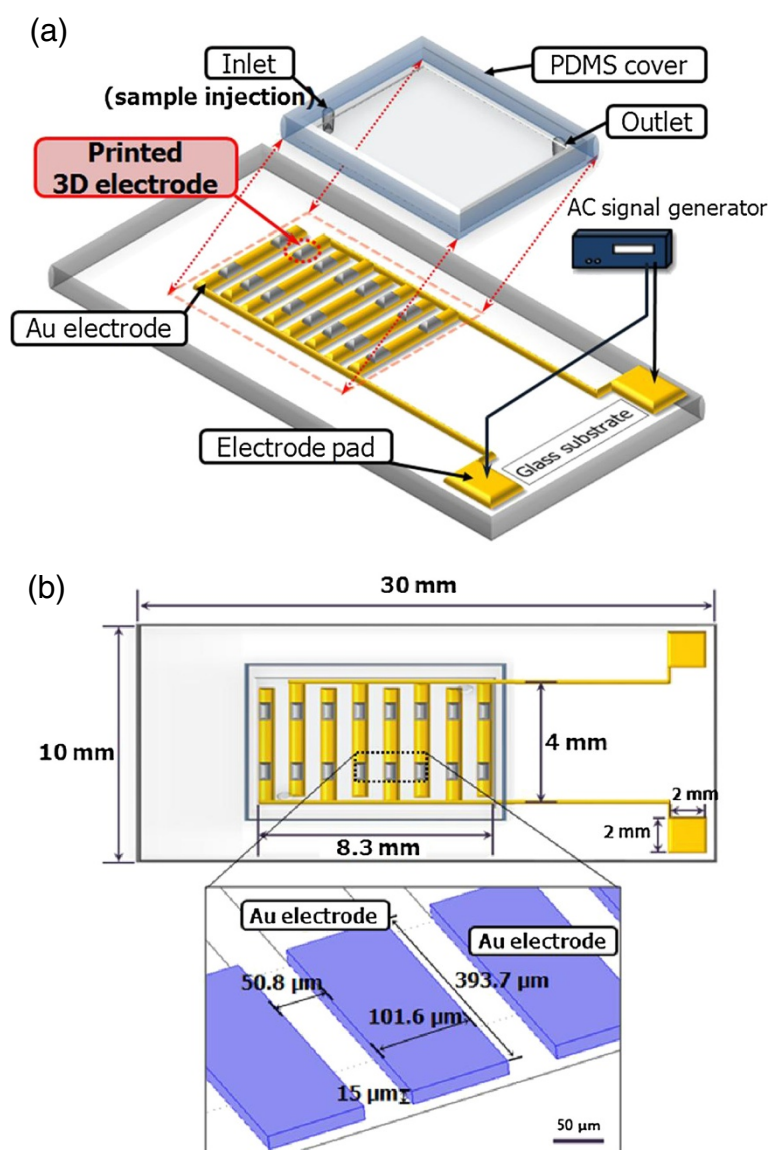 (a)
Inlet
(sample injection)
PDMS cover
Outlet
Printed
3D electrode
AC signal generator
Au electrode
Electrode pad
Glass substrate
(b)
30 mm
10 mm
4 mm
2 mm
2 mm
8.3 mm
Au electrode
Au electrode
50.8 µm
393.7 µm
101.6 µm
15 µm
50 µm